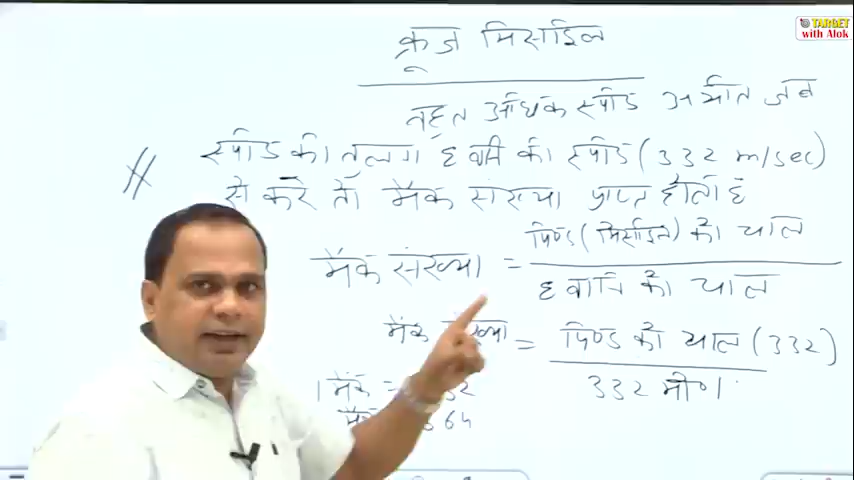 TARGET
with Alok
क्रूज मिसाइल
बहुत अधिक स्पीड अर्थात जब
स्पीड की तुलना ध्वनि की स्पीड (332 m/sec)
से करे तो मैक संख्या प्राप्त होती है
मैक संख्या = पिण्ड (मिसाइल) की चाल
ध्वनि की चाल
मैक = पिण्ड की चाल (332)
332 मी०
1 मैक =
मैक 64